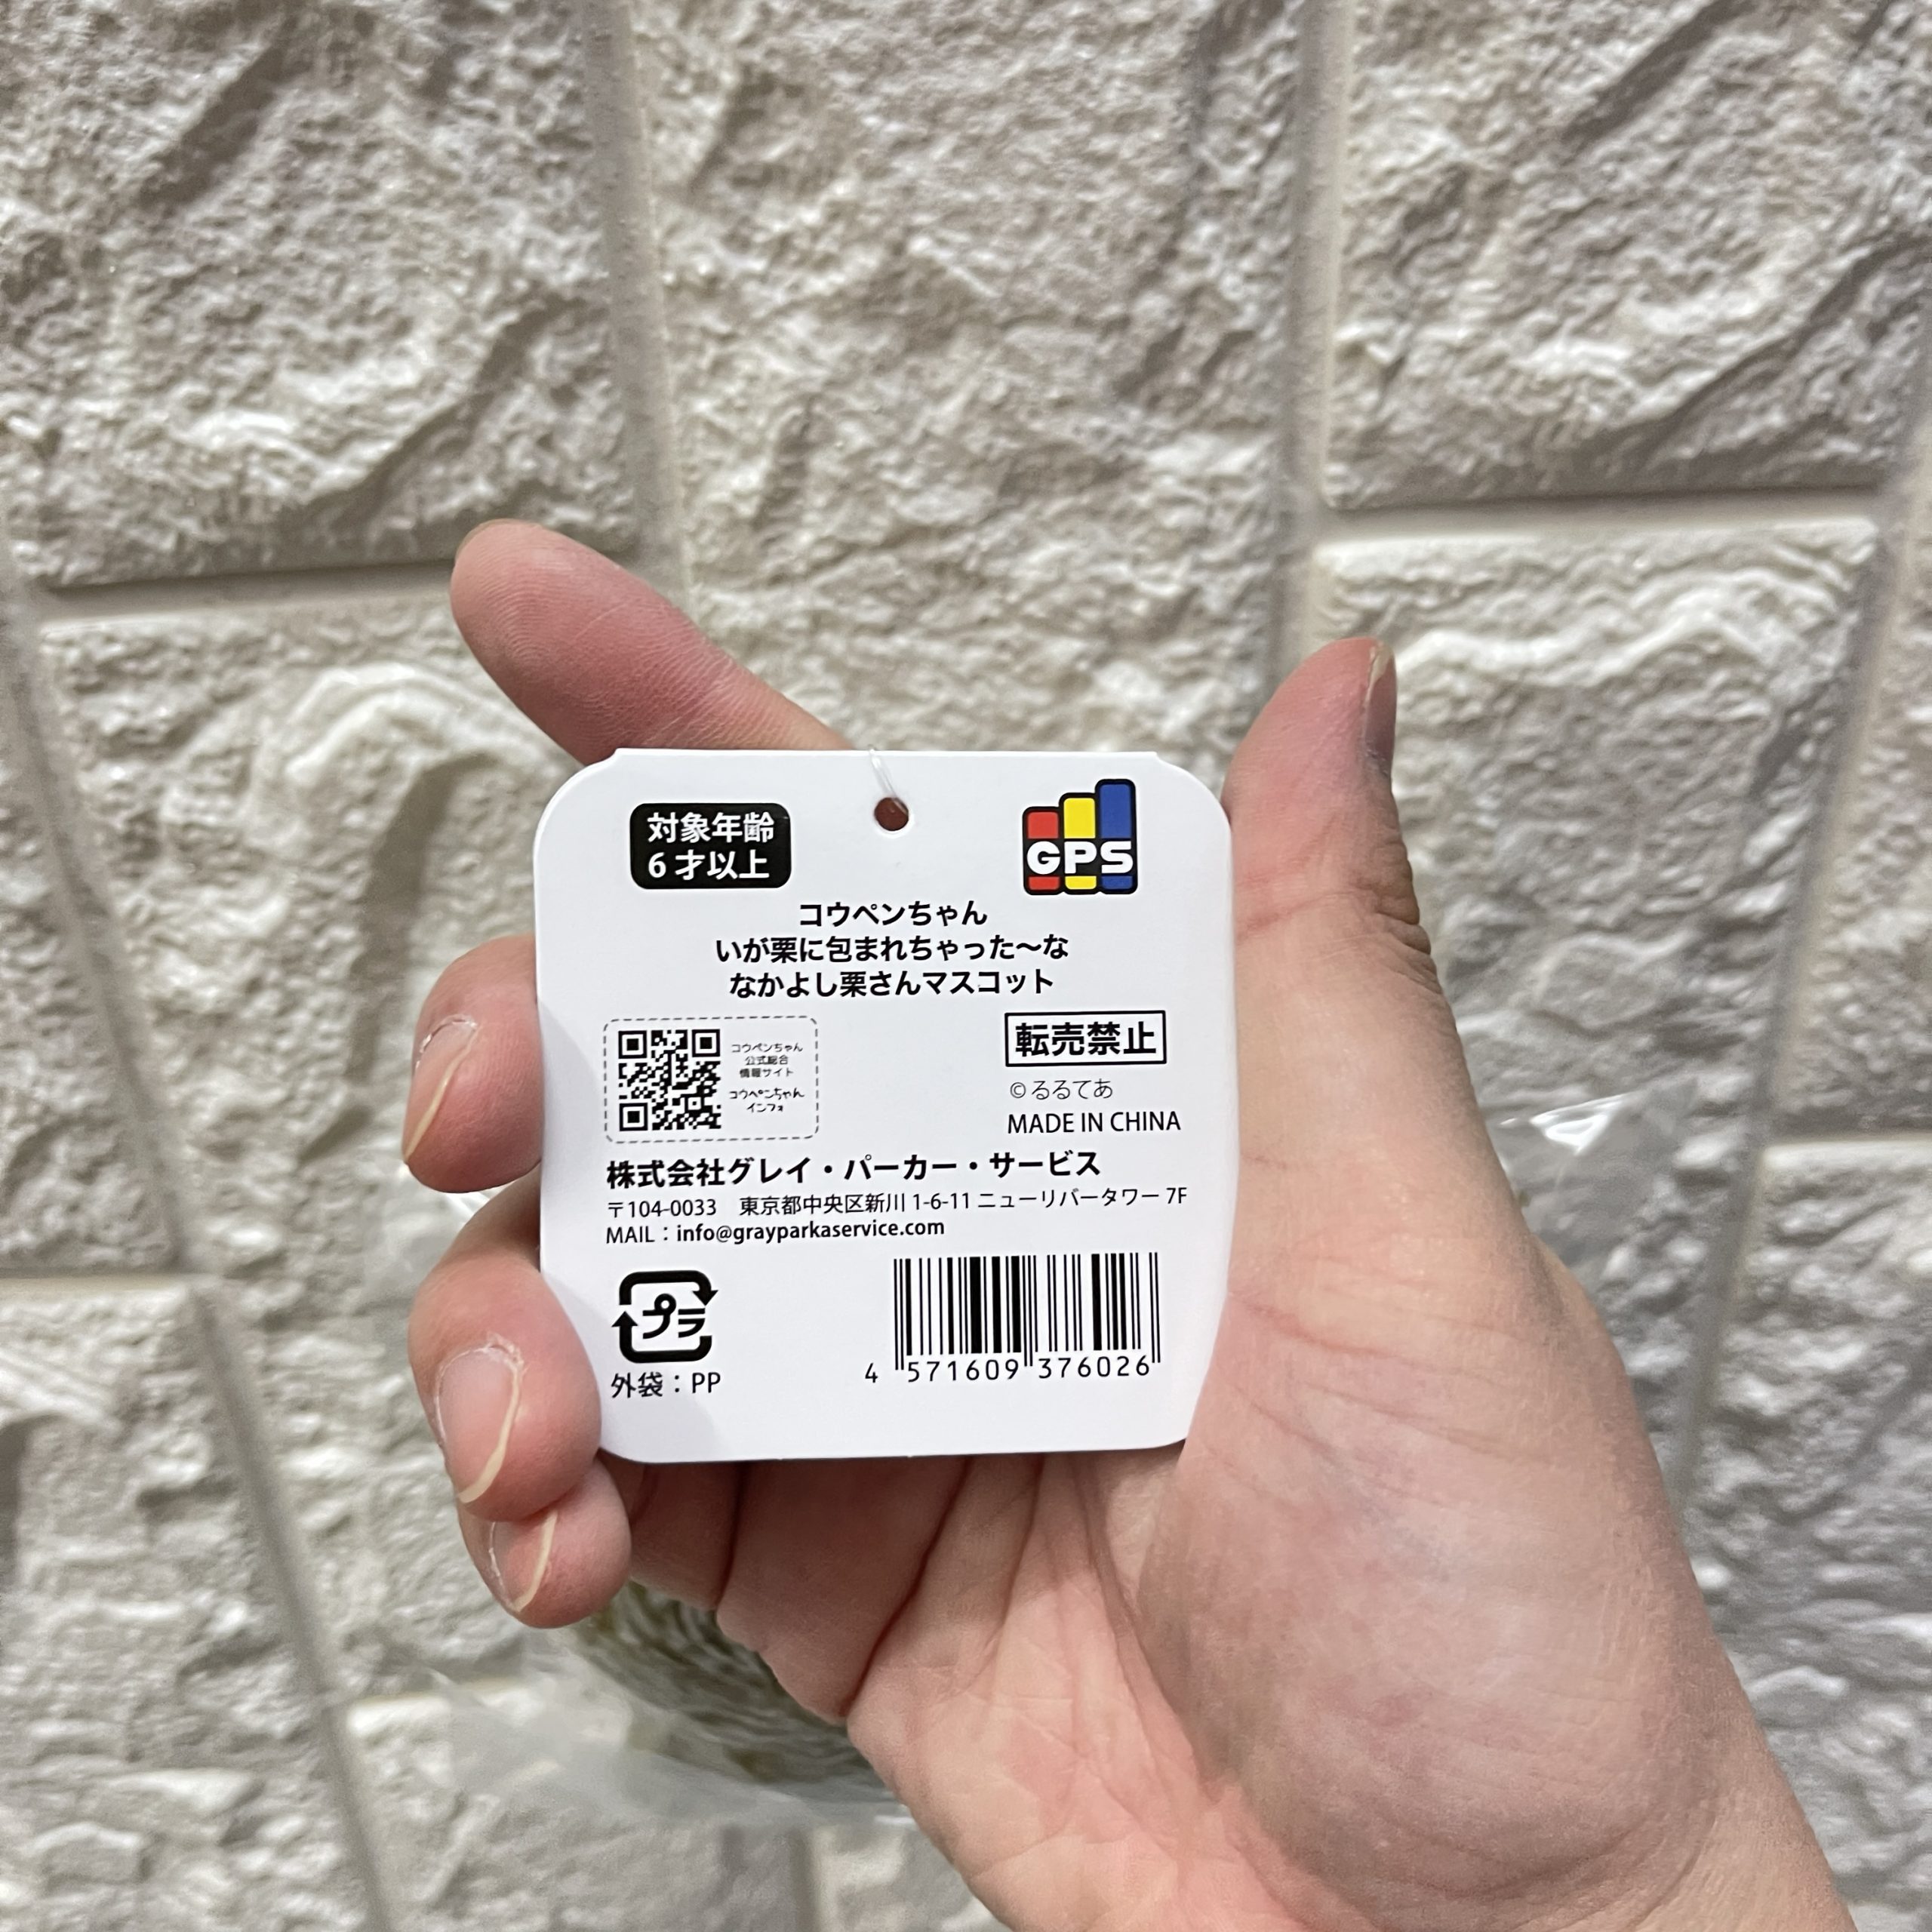 対象年齢
6才以上
GPS
コウペンちゃん
いが栗に包まれちゃった〜な
なかよし栗さんマスコット
コウペンちゃん
公式総合
情報サイト
コウペンちゃん
インフォ
転売禁止
©るるてあ
MADE IN CHINA
株式会社グレイ・パーカー・サービス
〒104-0033 東京都中央区新川1-6-11 ニューリバータワー 7F
MAIL：info@grayparkaservice.com
プラ
外袋：PP
4 571609 376026